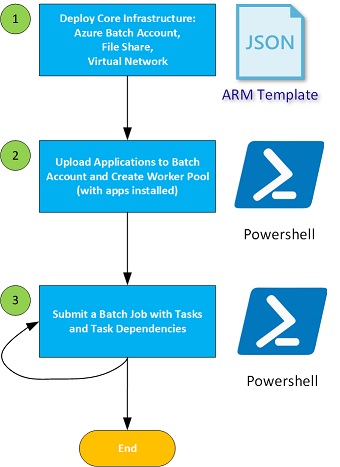 1
Deploy Core Infrastructure:
Azure Batch Account,
File Share,
Virtual Network
JSON
ARM Template
2
Upload Applications to Batch
Account and Create Worker Pool
(with apps installed)
Powershell
3
Submit a Batch Job with Tasks
and Task Dependencies
Powershell
End